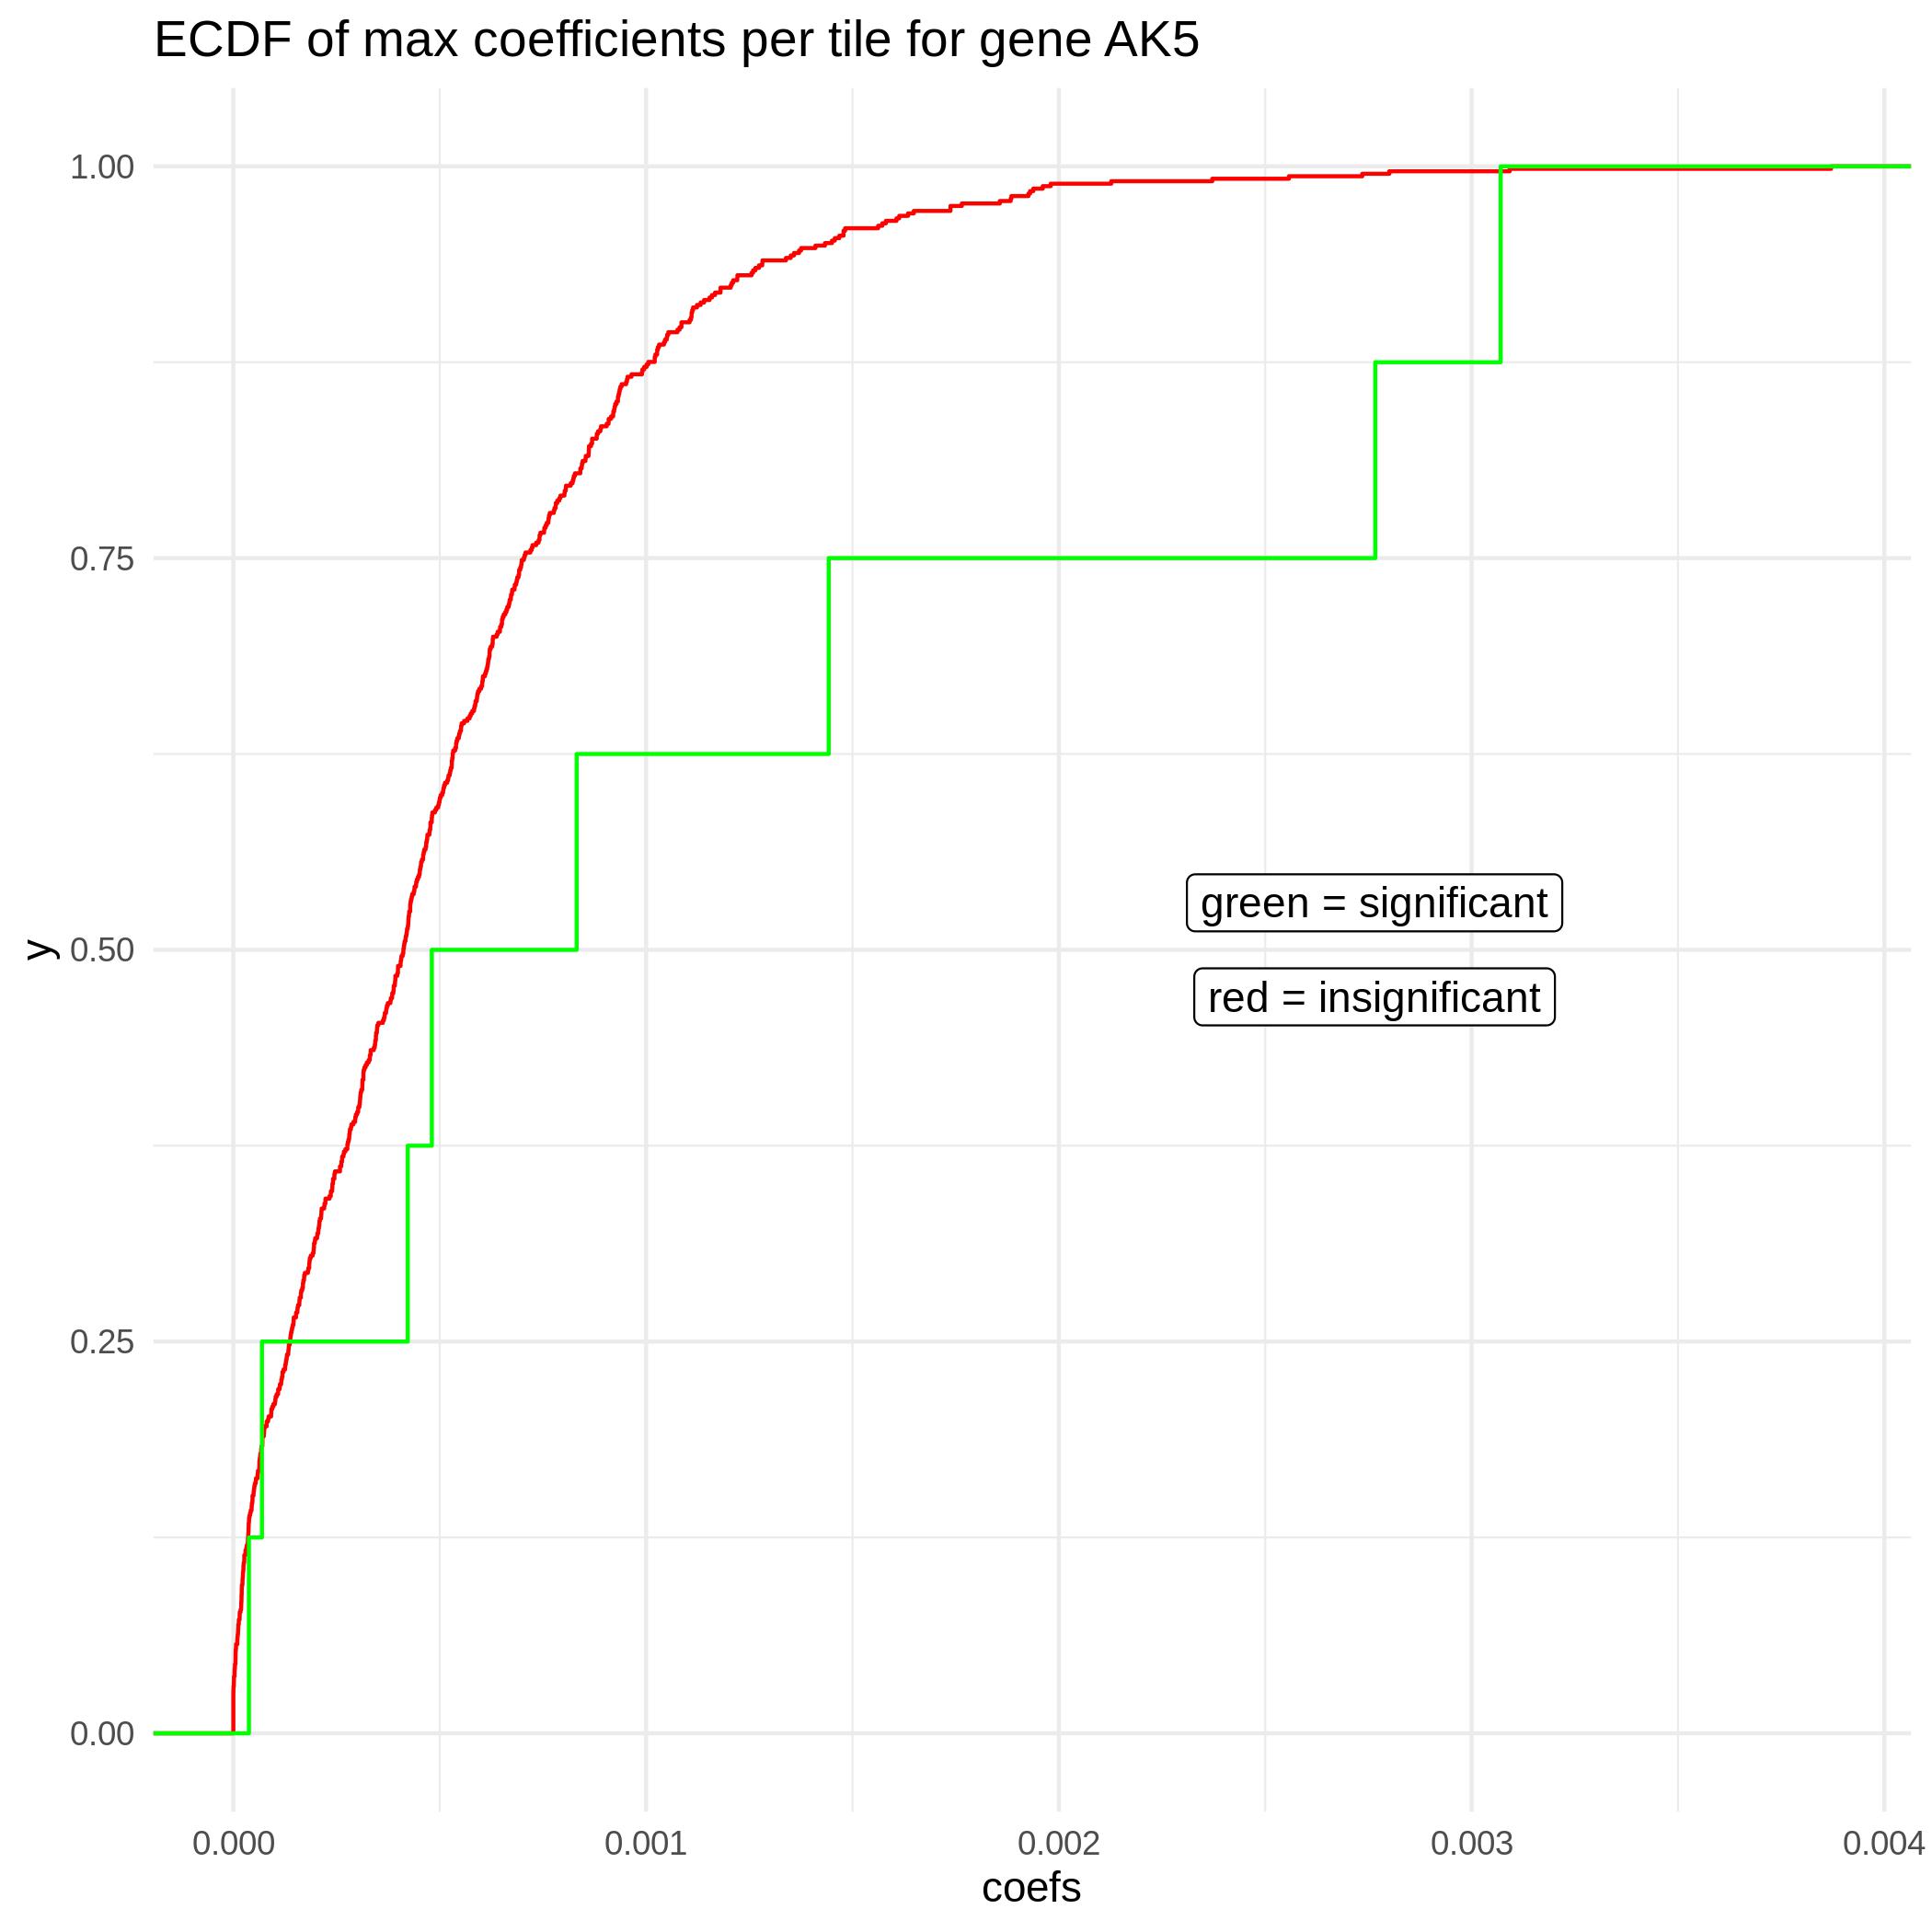 ECDF of max coefficients per tile for gene AK5
1.00
0.75
0.50
0.25
0.00
y
green = significant
red = insignificant
0.000
0.001
0.002
0.003
0.004
coefs